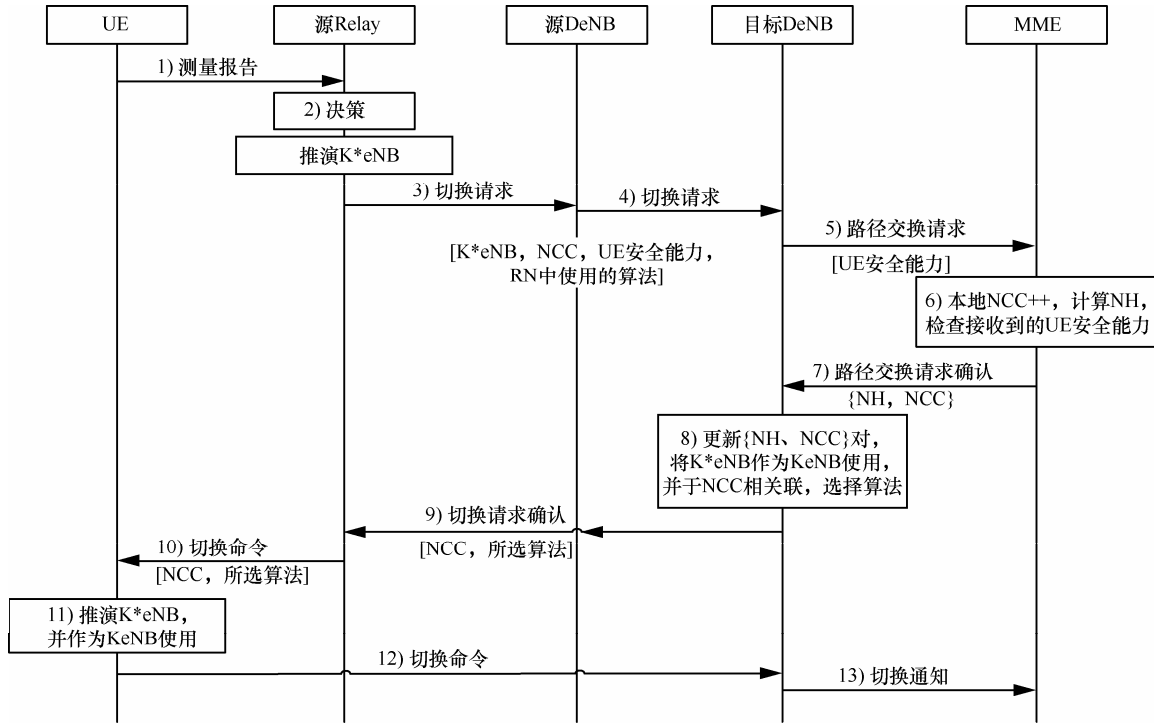 UE
源Relay
源DeNB
目标DeNB
MME
1) 测量报告
2) 决策
推演K*eNB
3) 切换请求
4) 切换请求
[K*eNB，NCC，UE安全能力，
RN中使用的算法]
5) 路径交换请求
[UE安全能力]
6) 本地NCC++，计算NH，
检查接收到的UE安全能力
7) 路径交换请求确认
{NH，NCC}
8) 更新{NH、NCC}对，
将K*eNB作为KeNB使用，
并于NCC相关联，选择算法
9) 切换请求确认
[NCC，所选算法]
10) 切换命令
[NCC，所选算法]
11) 推演K*eNB，
并作为KeNB使用
12) 切换命令
13) 切换通知